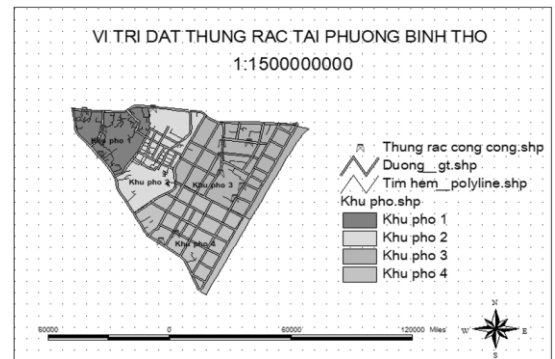 VI TRI DAT THUNG RAC TAI PHUONG BINH THO
1:1500000000
Khu pho 1
Khu pho 2
Khu pho 3
Khu pho 4
Thung rac cong cong.shp
Duong_gt.shp
Tim hem_polyline.shp
Khu pho.shp
Khu pho 1
Khu pho 2
Khu pho 3
Khu pho 4
60000 0 60000 120000 Miles
N
W E
S